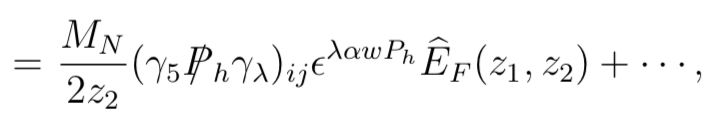 $= \frac{M_N}{2z_2} (\gamma_5 \not{P}_h \gamma_\lambda)_{ij} \epsilon^{\lambda\alpha w P_h} \widehat{E}_F(z_1, z_2) + \cdots,$